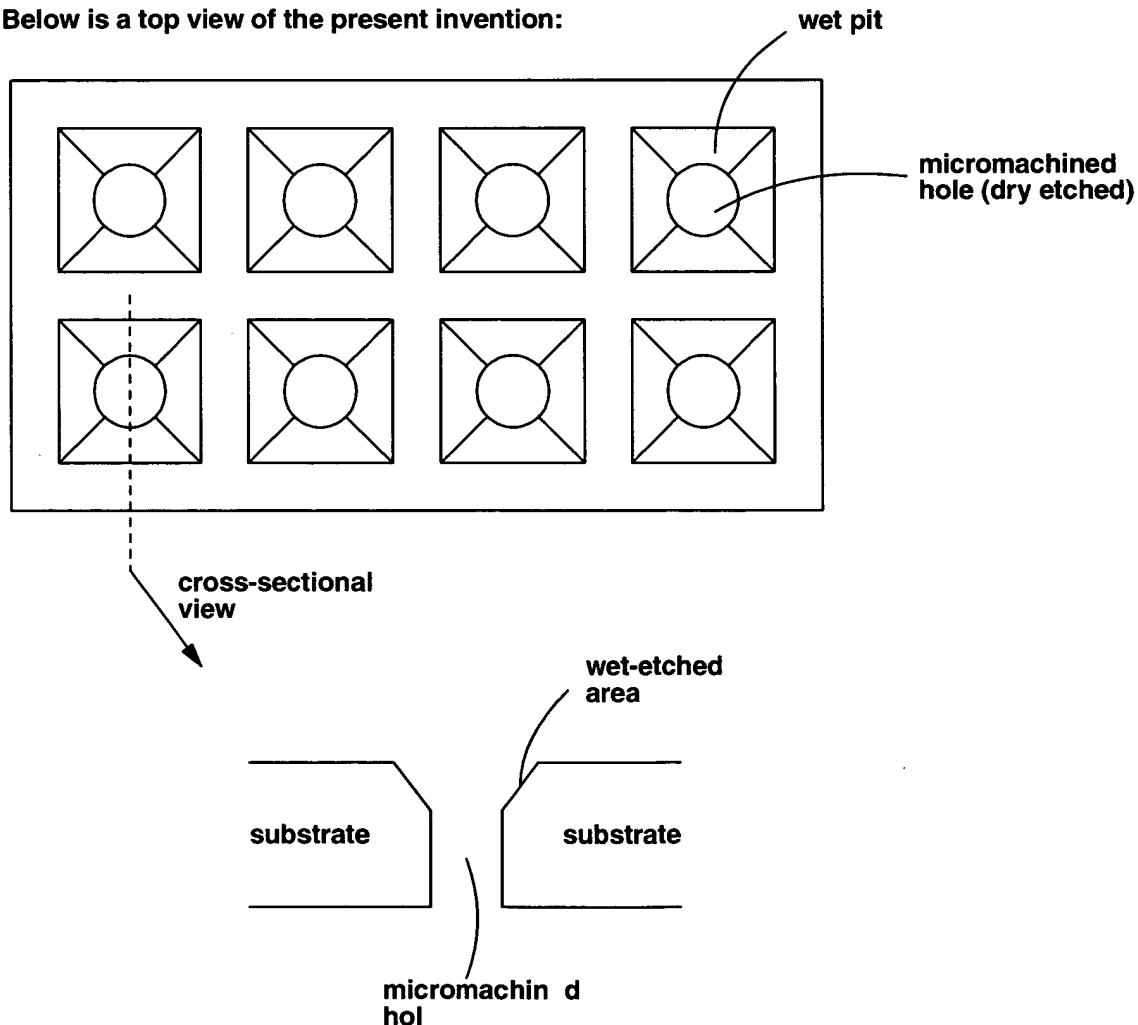 Below is a top view of the present invention:
wet pit
micromachined
hole (dry etched)
cross-sectional
view
wet-etched
area
substrate
substrate
micromachin d
hol